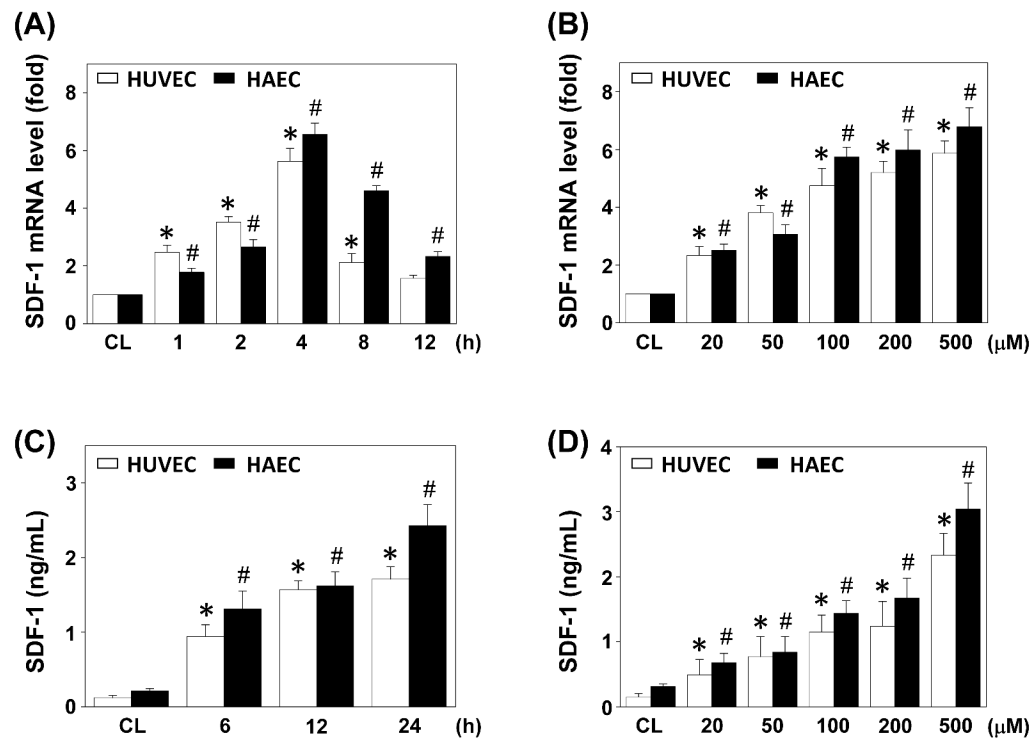 (A)
SDF-1 mRNA level (fold)
HUVEC HAEC
8
6
4
2
0
* # * # * # * # #
CL 1 2 4 8 12 (h)
(B)
SDF-1 mRNA level (fold)
HUVEC HAEC
8
6
4
2
0
* # * # * # * # * #
CL 20 50 100 200 500 (μM)
(C)
SDF-1 (ng/mL)
HUVEC HAEC
3
2
1
0
* # * # * #
CL 6 12 24 (h)
(D)
SDF-1 (ng/mL)
HUVEC HAEC
4
3
2
1
0
* # * # * # * # * #
CL 20 50 100 200 500 (μM)